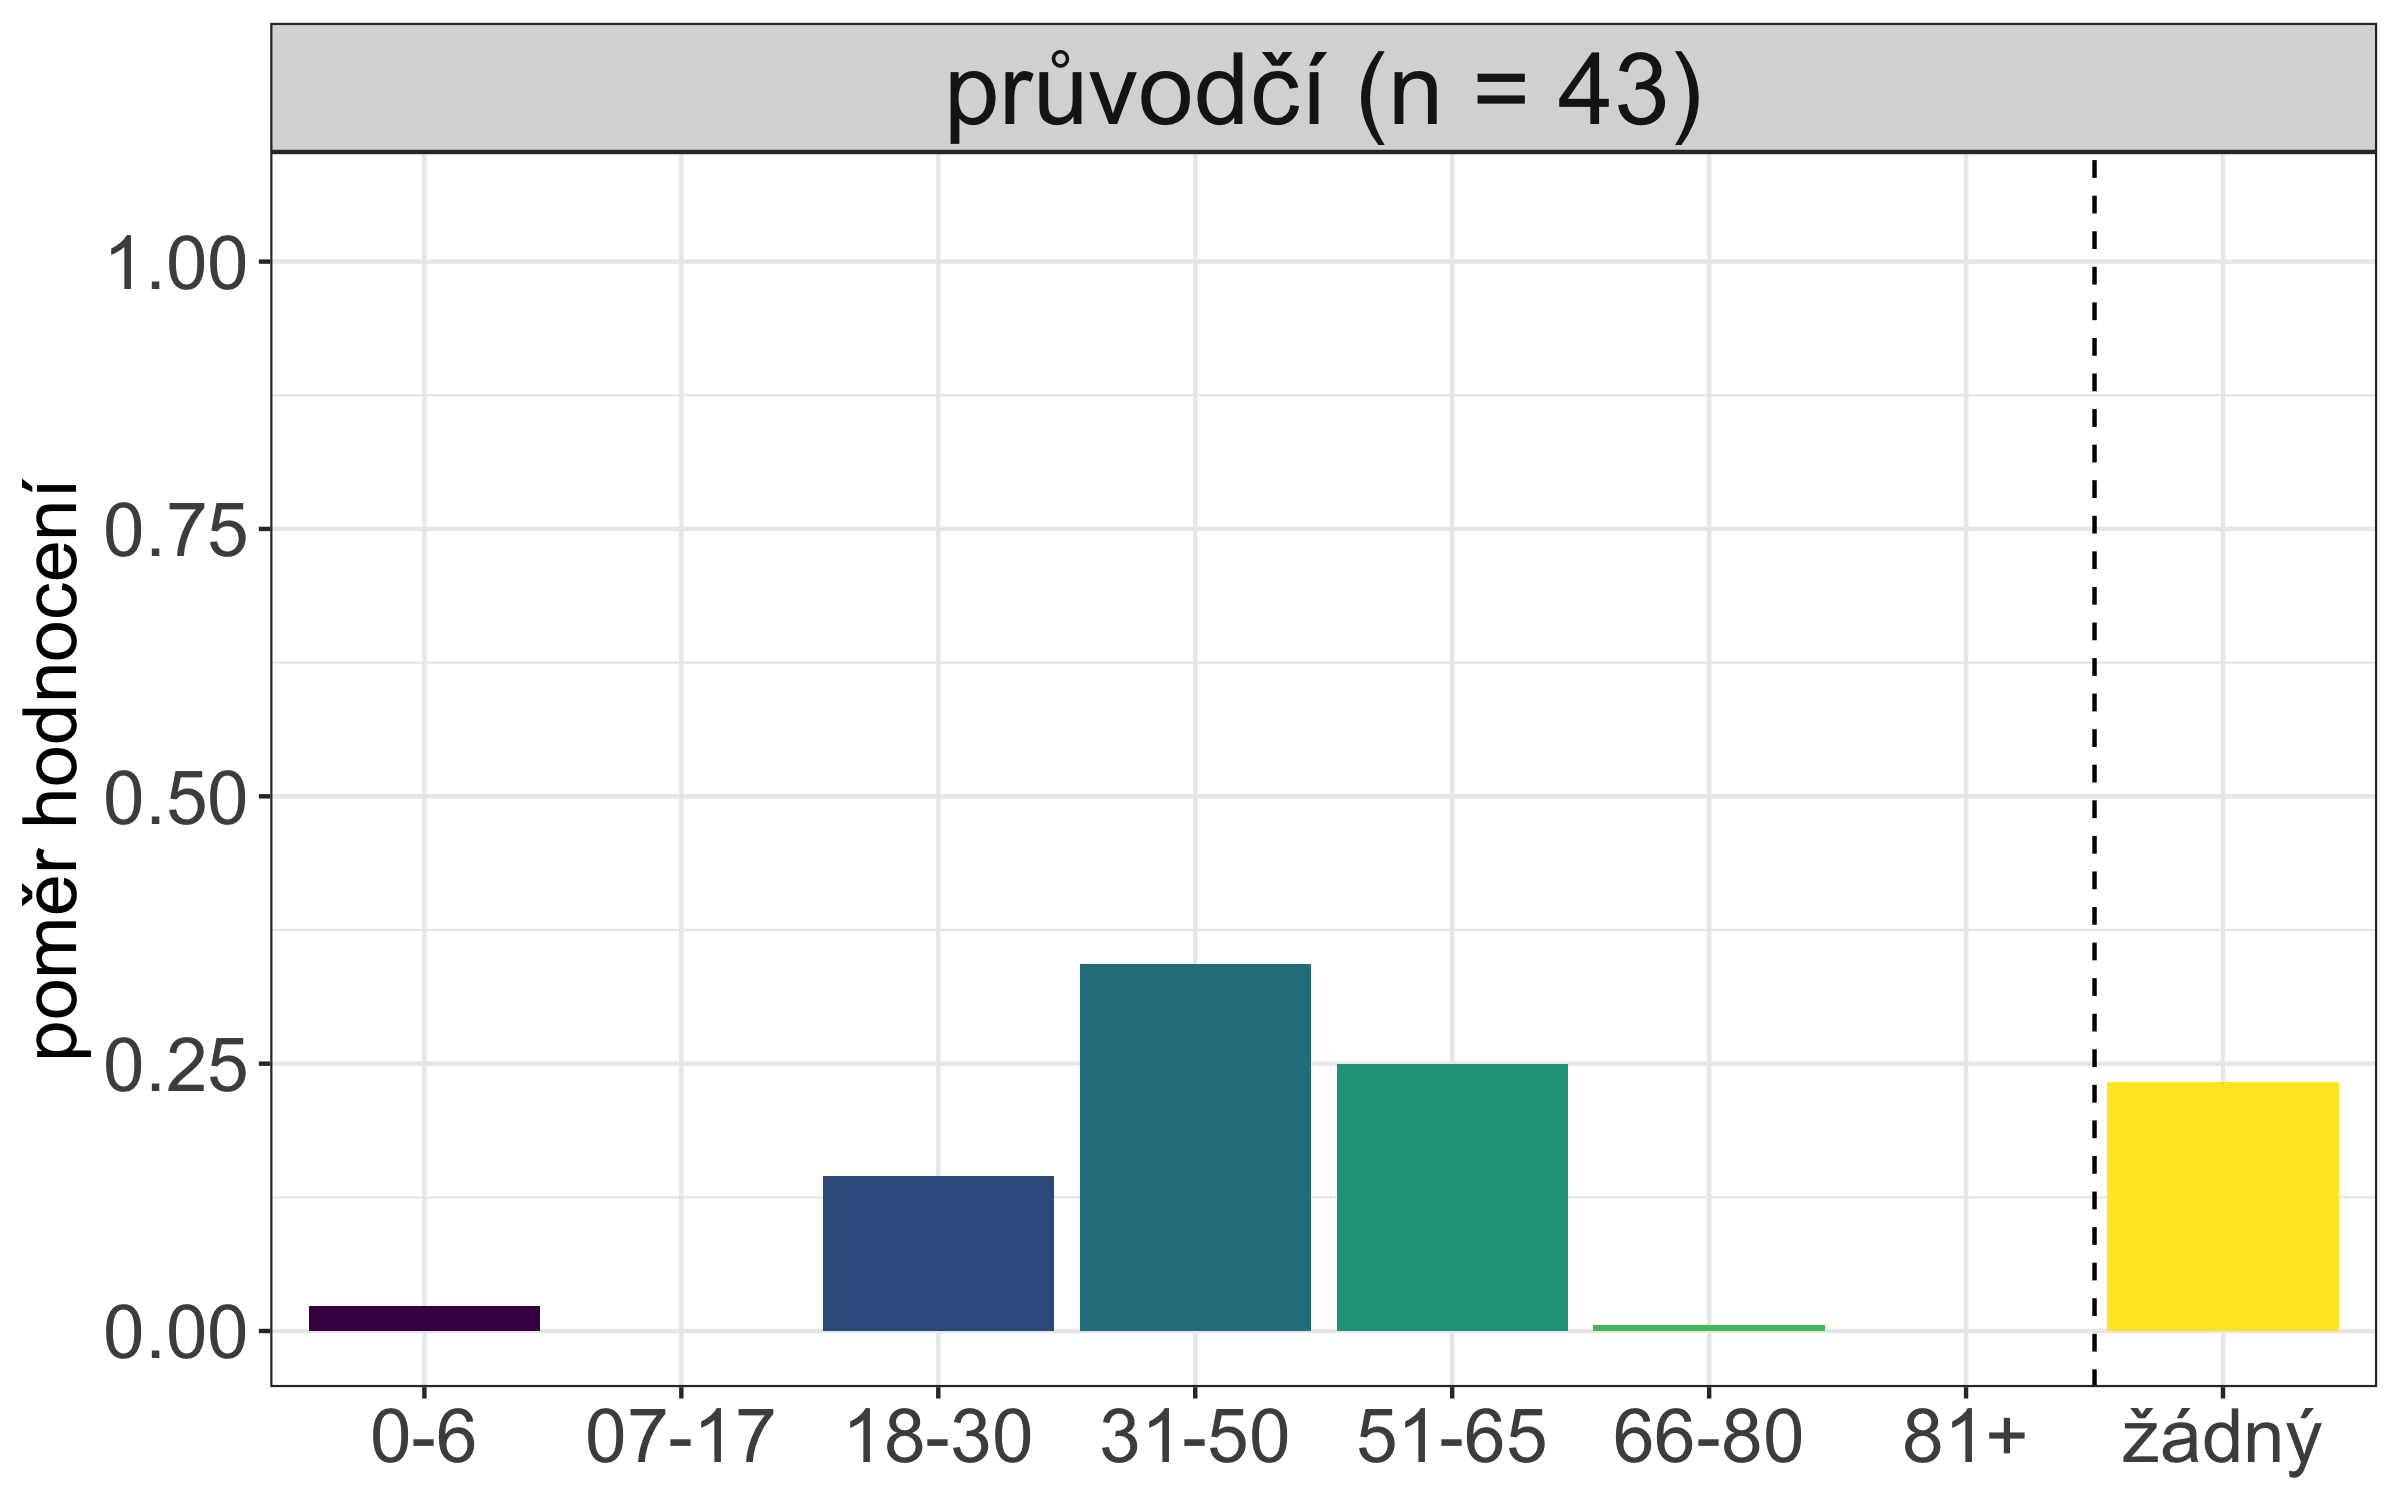 průvodčí (n = 43)
poměr hodnocení
1.00
0.75
0.50
0.25
0.00
0-6 07-17 18-30 31-50 51-65 66-80 81+ žádný